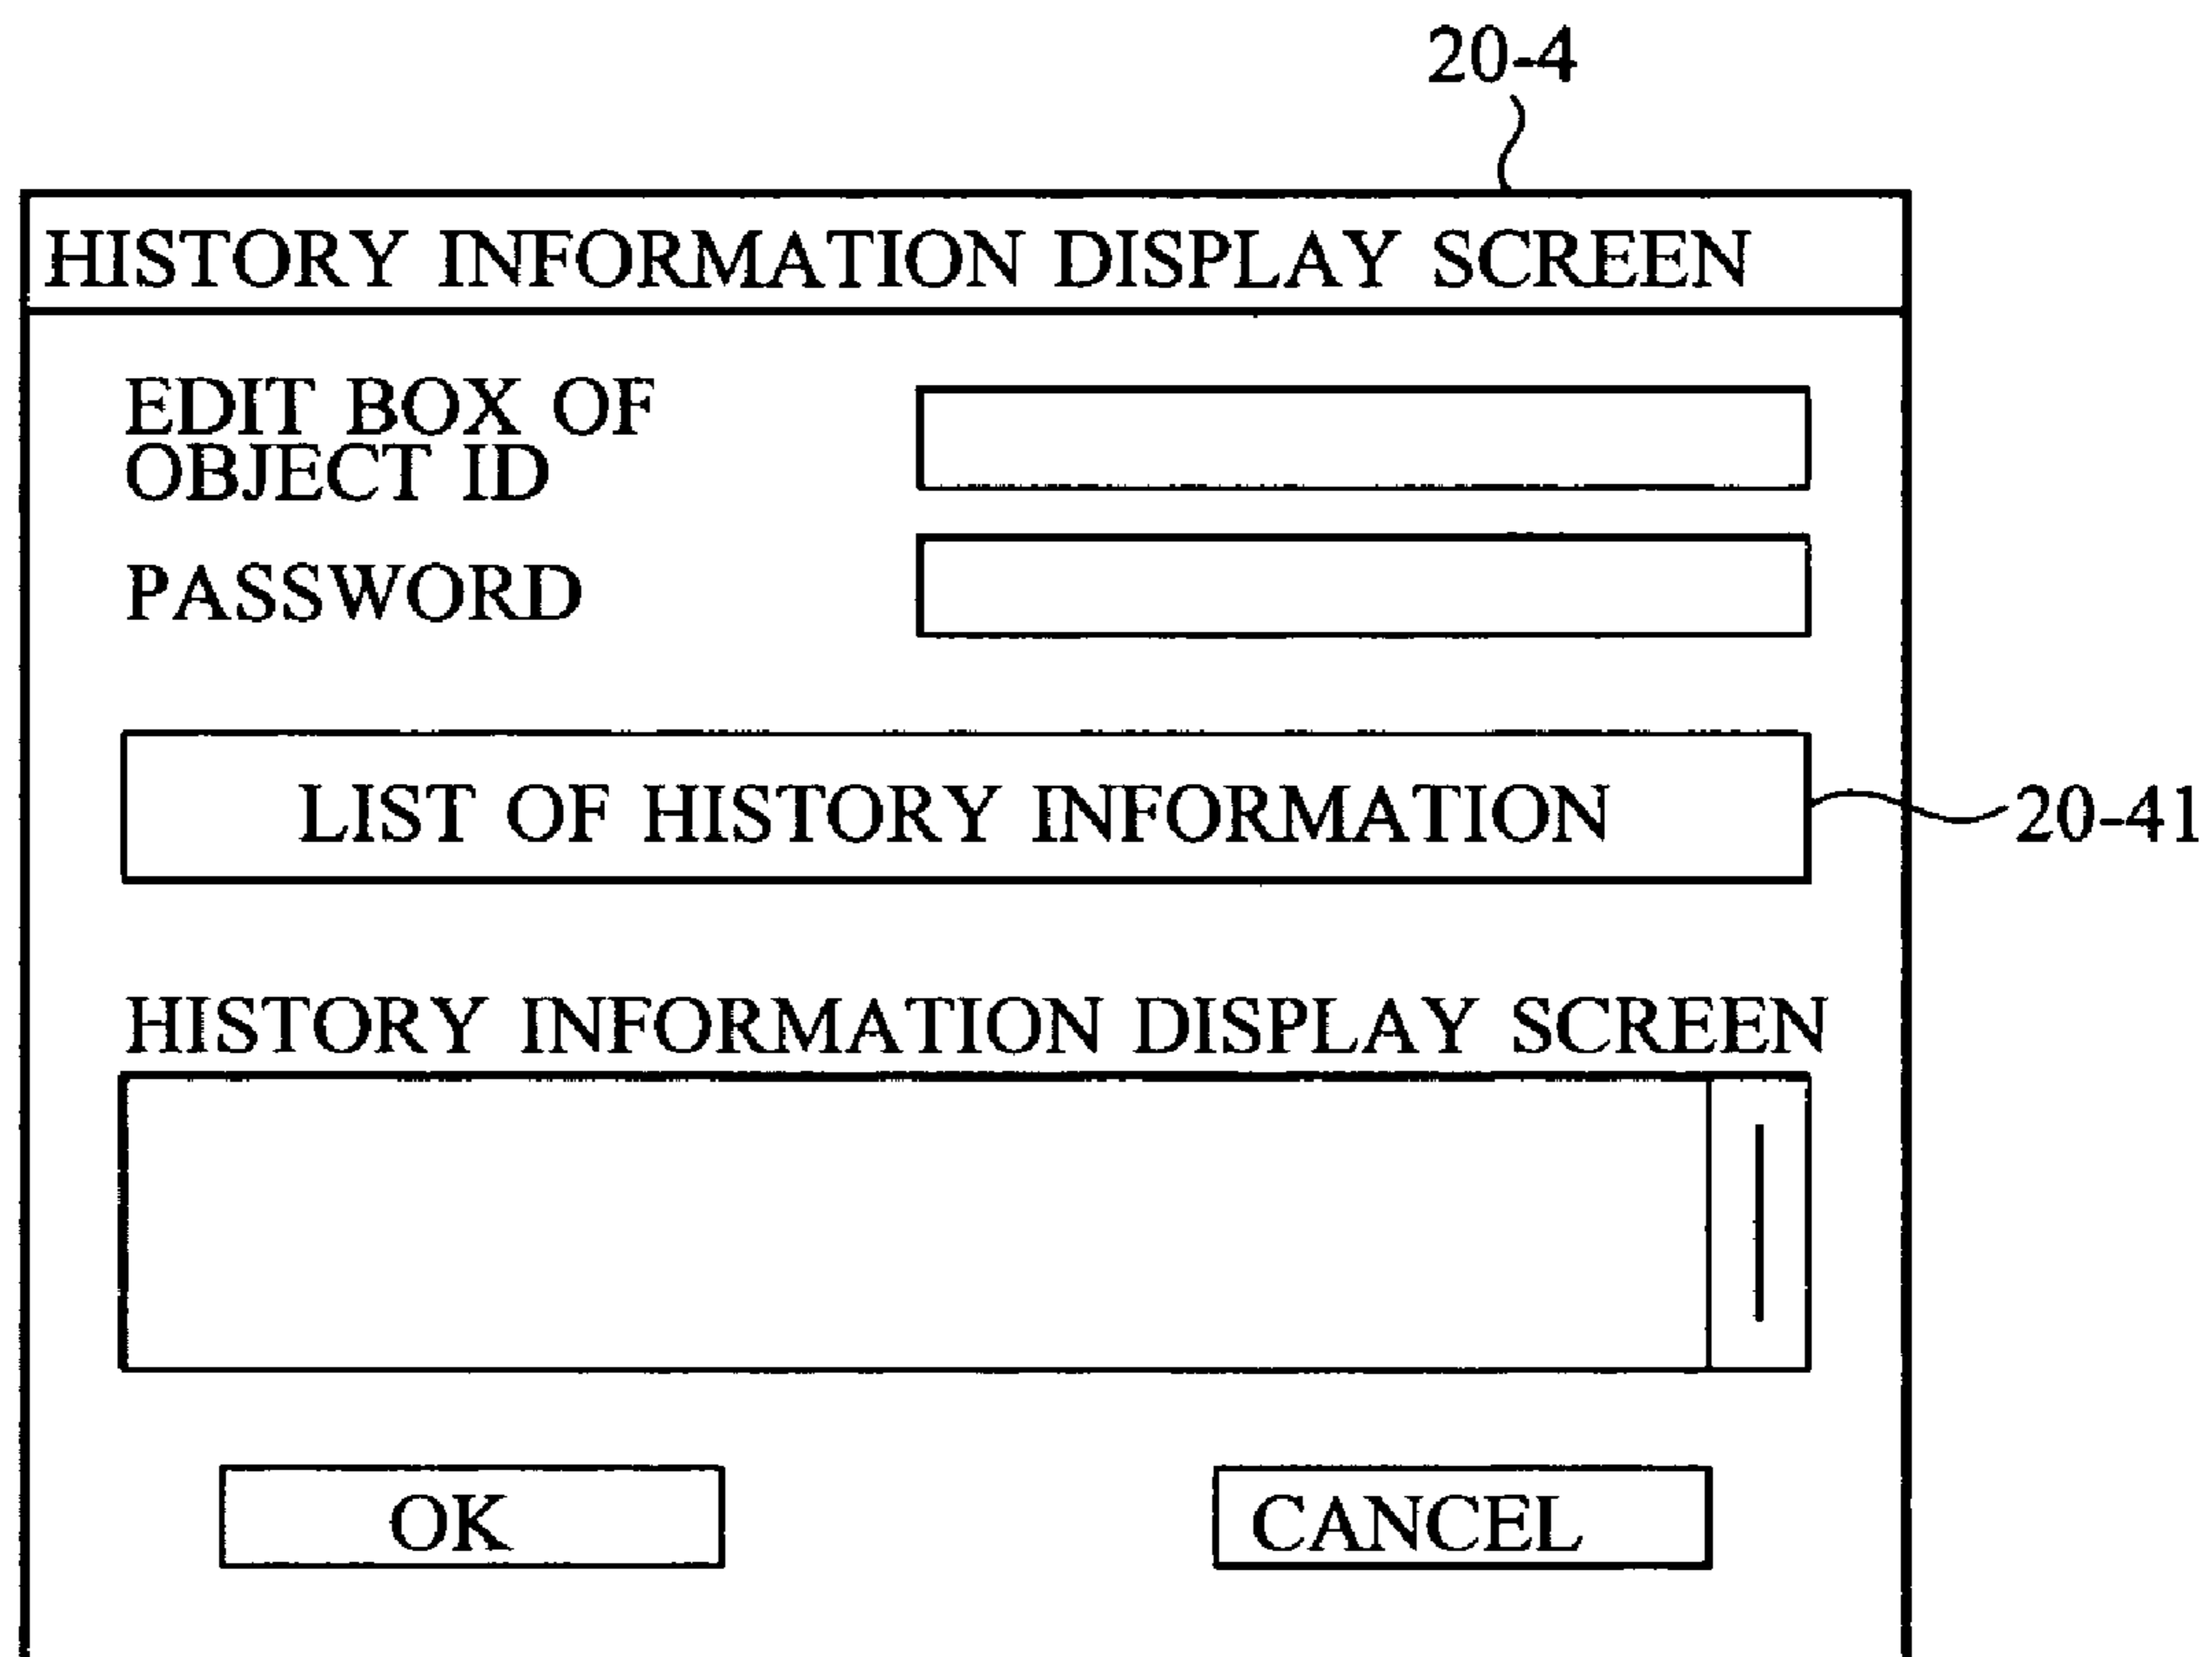 20-4
HISTORY INFORMATION DISPLAY SCREEN
EDIT BOX OF
OBJECT ID
PASSWORD
LIST OF HISTORY INFORMATION
20-41
HISTORY INFORMATION DISPLAY SCREEN
OK
CANCEL